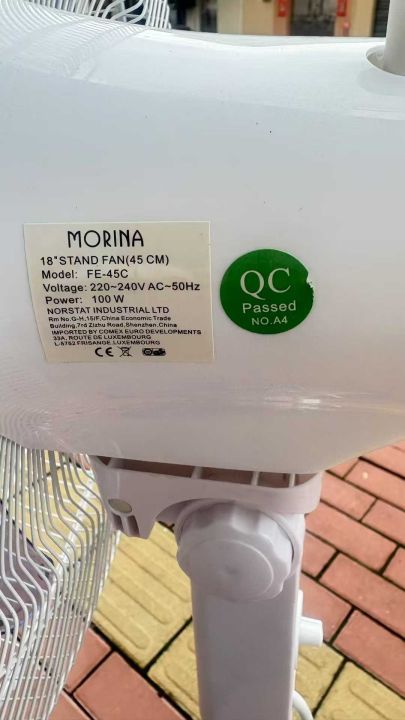 MORINA
18" STAND FAN(45 CM)
Model: FE-45C
Voltage: 220~240V AC~50Hz
Power: 100 W
NORSTAT INDUSTRIAL LTD
Rm No.G-H,15/F,China Economic Trade
Building,7rd Zizhu Road,Shenzhen,China
IMPORTED BY COMEX EURO DEVELOPMENTS
33A, ROUTE DE LUXEMBOURG
L-5752 FRISANGE,LUXEMBOURG
CE
QC
Passed
NO.A4